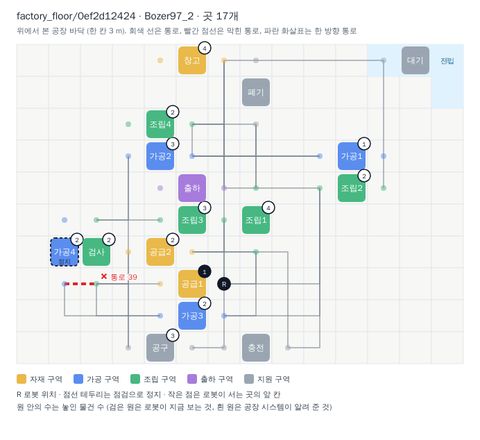 factory_floor/0ef2d12424 · Bozer97_2 · 곳 17개
위에서 본 공장 바닥 (한 칸 3 m). 회색 선은 통로, 빨간 점선은 막힌 통로, 파란 화살표는 한 방향 통로
창고 4
대기
진입
폐기
조립4 2
가공2 3
가공1 1
출하
조립2 2
조립3 3
조립1 4
가공4 2
정지
검사 2
공급2 2
✖ 통로 39
공급1 1
R
가공3 2
공구 3
충전
자재 구역 가공 구역 조립 구역 출하 구역 지원 구역
R 로봇 위치 · 점선 테두리는 점검으로 정지 · 작은 점은 로봇이 서는 곳의 앞 칸
원 안의 수는 놓인 물건 수 (검은 원은 로봇이 지금 보는 것, 흰 원은 공장 시스템이 알려 준 것)